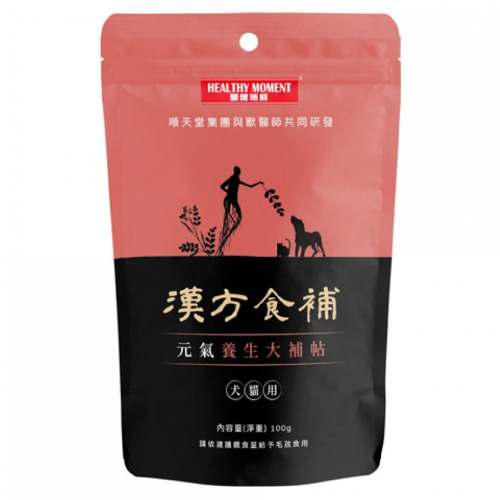 HEALTHY MOMENT
關健時刻
順天堂集團與獸醫師共同研發
漢方食補
元氣養生大補帖
犬貓用
內容量(淨重) 100g
請依建議餵食量給予毛孩食用